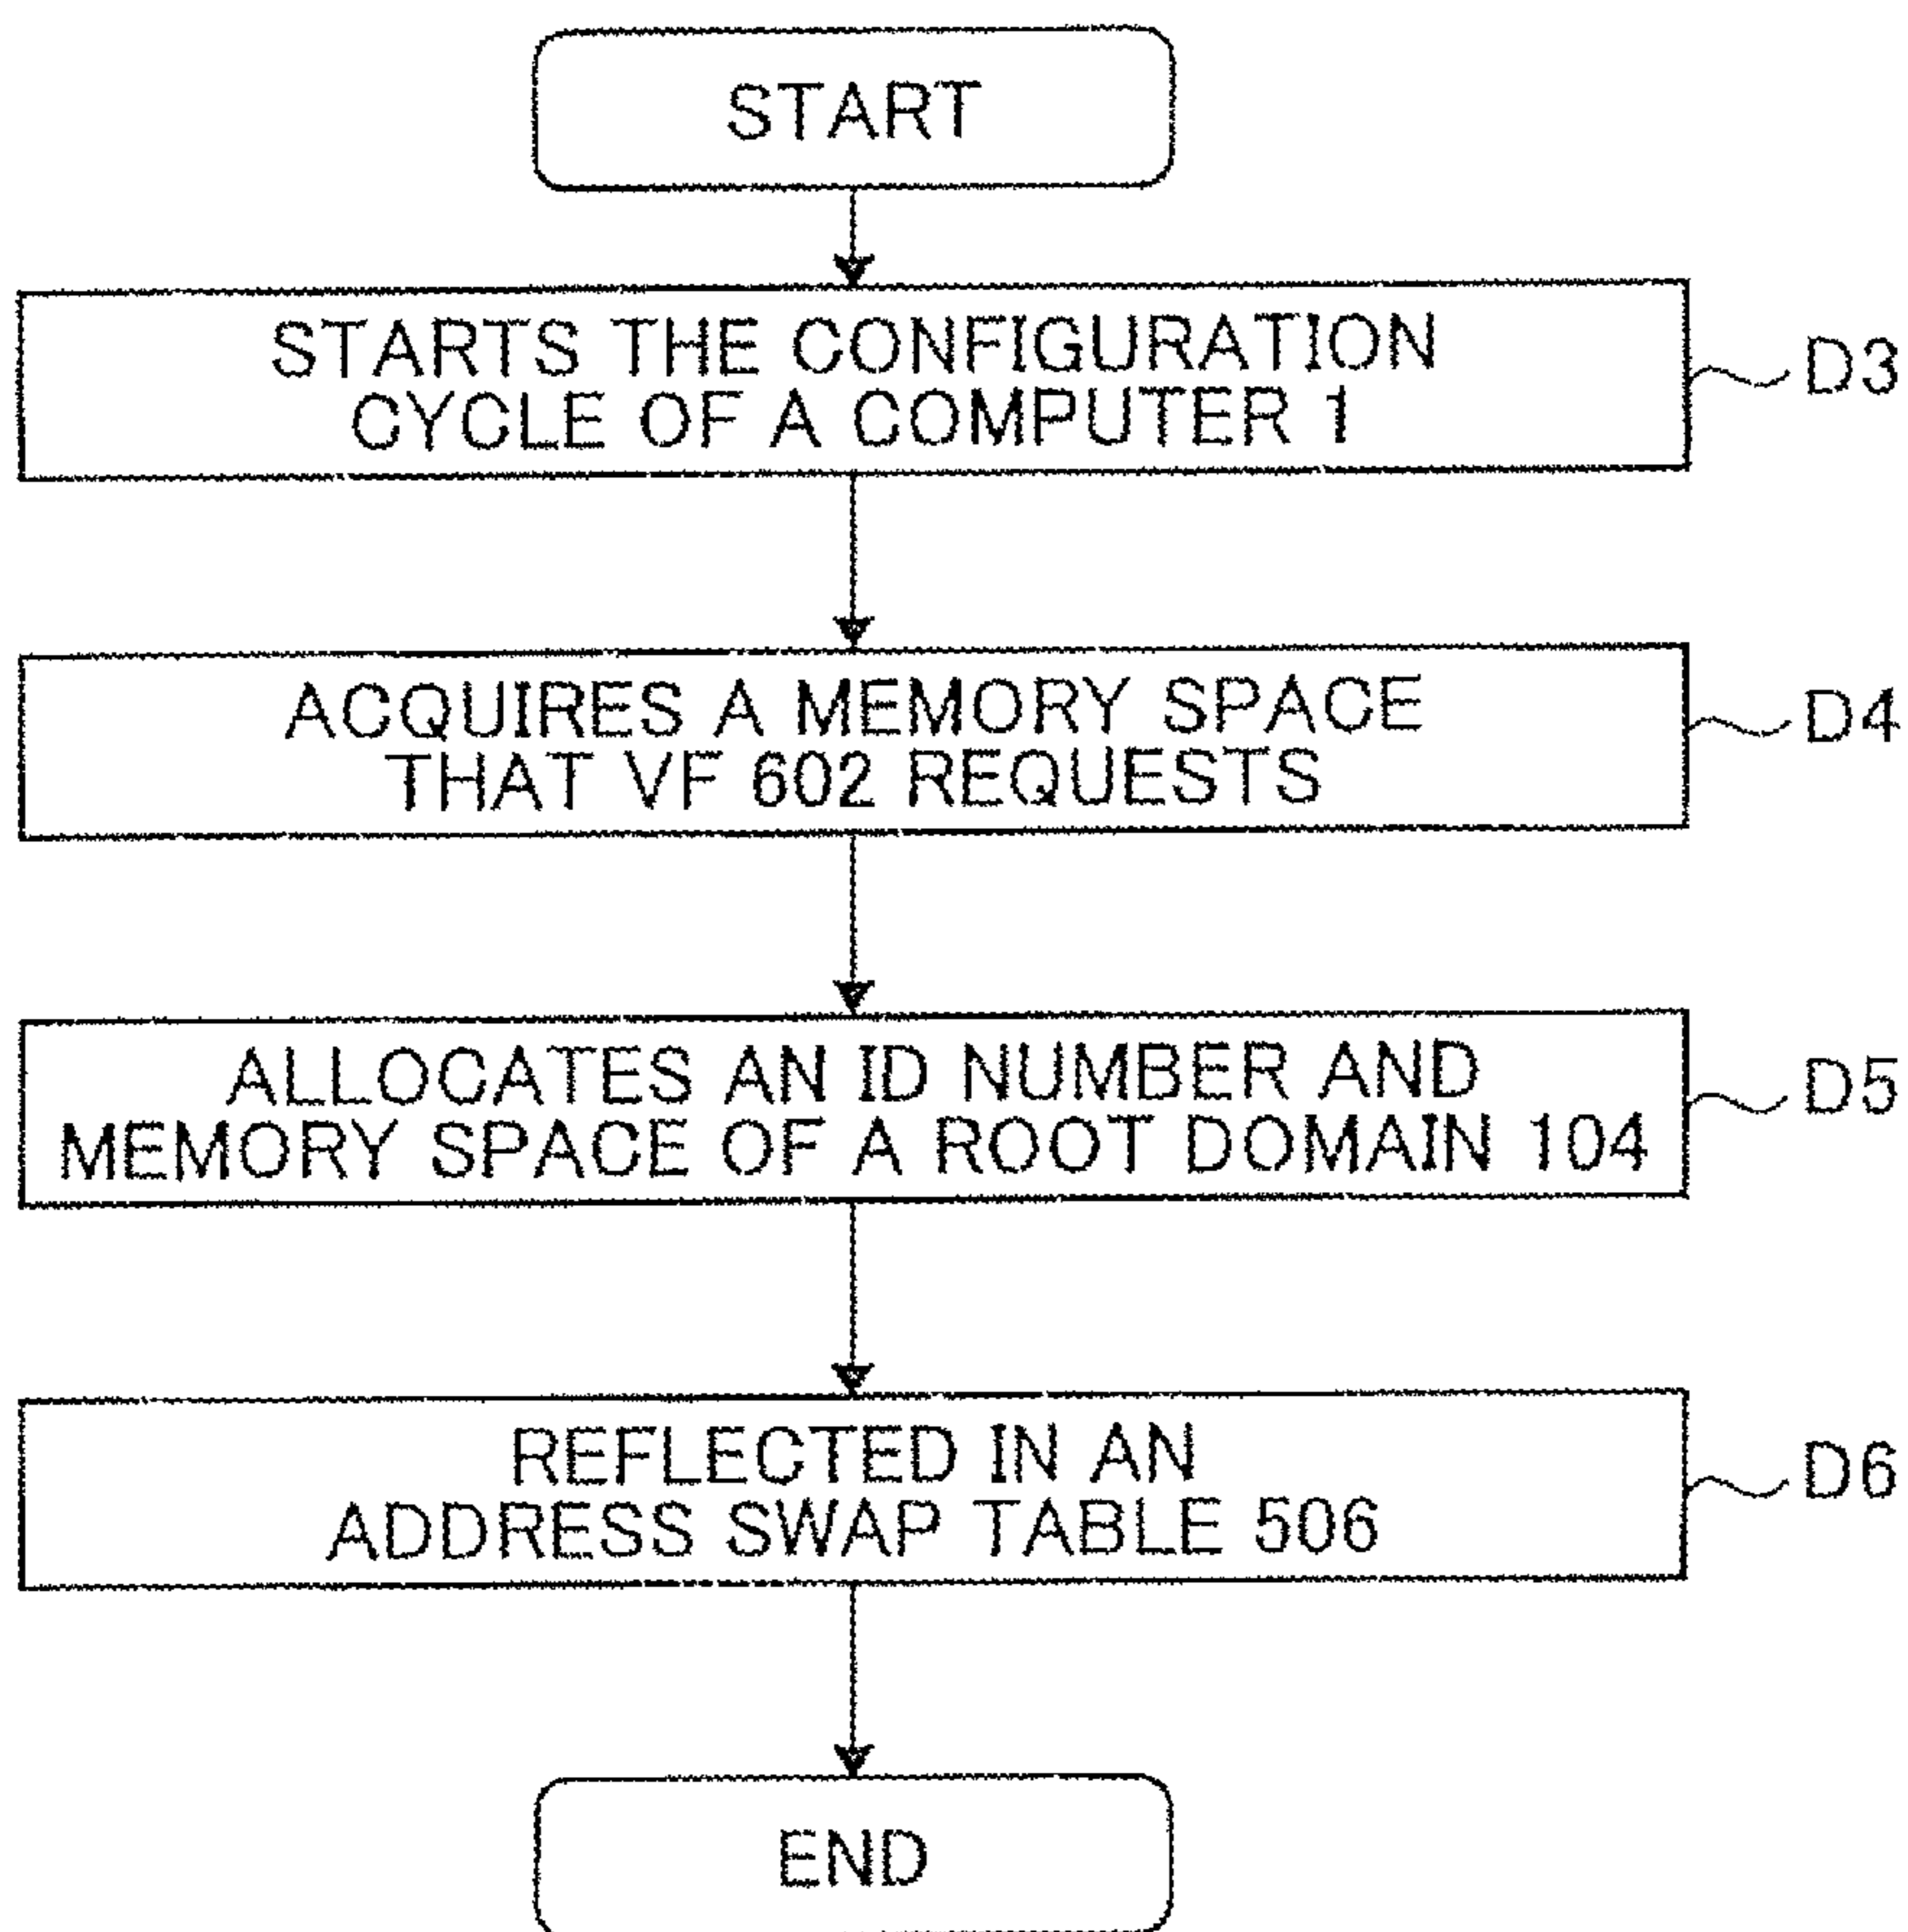 START
STARTS THE CONFIGURATION
CYCLE OF A COMPUTER 1
D3
ACQUIRES A MEMORY SPACE
THAT VF 602 REQUESTS
D4
ALLOCATES AN ID NUMBER AND
MEMORY SPACE OF A ROOT DOMAIN 104
D5
REFLECTED IN AN
ADDRESS SWAP TABLE 506
D6
END